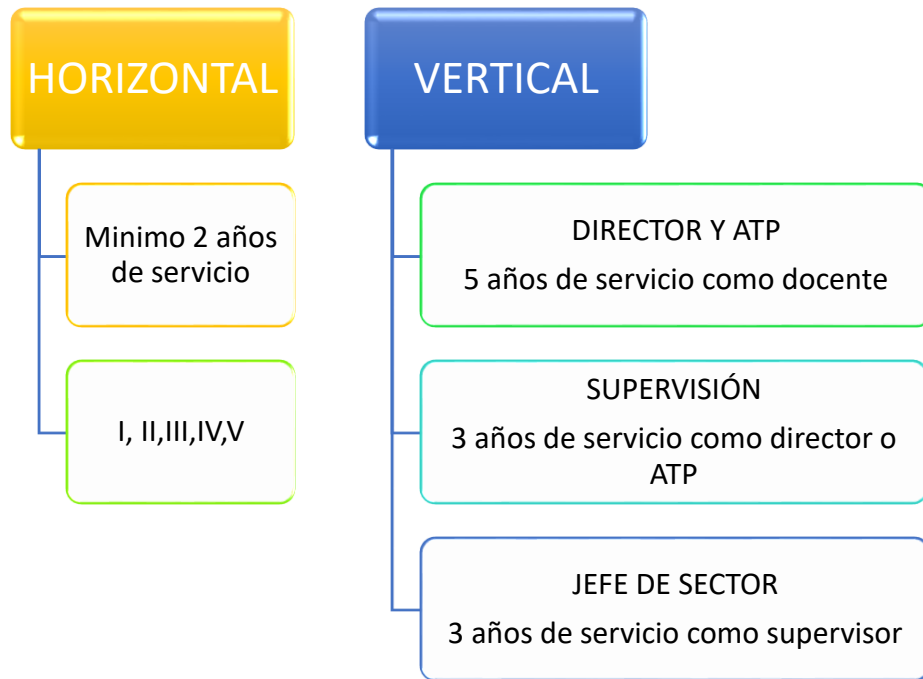 HORIZONTAL
Minimo 2 años
de servicio
I, II,III,IV,V
VERTICAL
DIRECTOR Y ATP
5 años de servicio como docente
SUPERVISIÓN
3 años de servicio como director o
ATP
JEFE DE SECTOR
3 años de servicio como supervisor